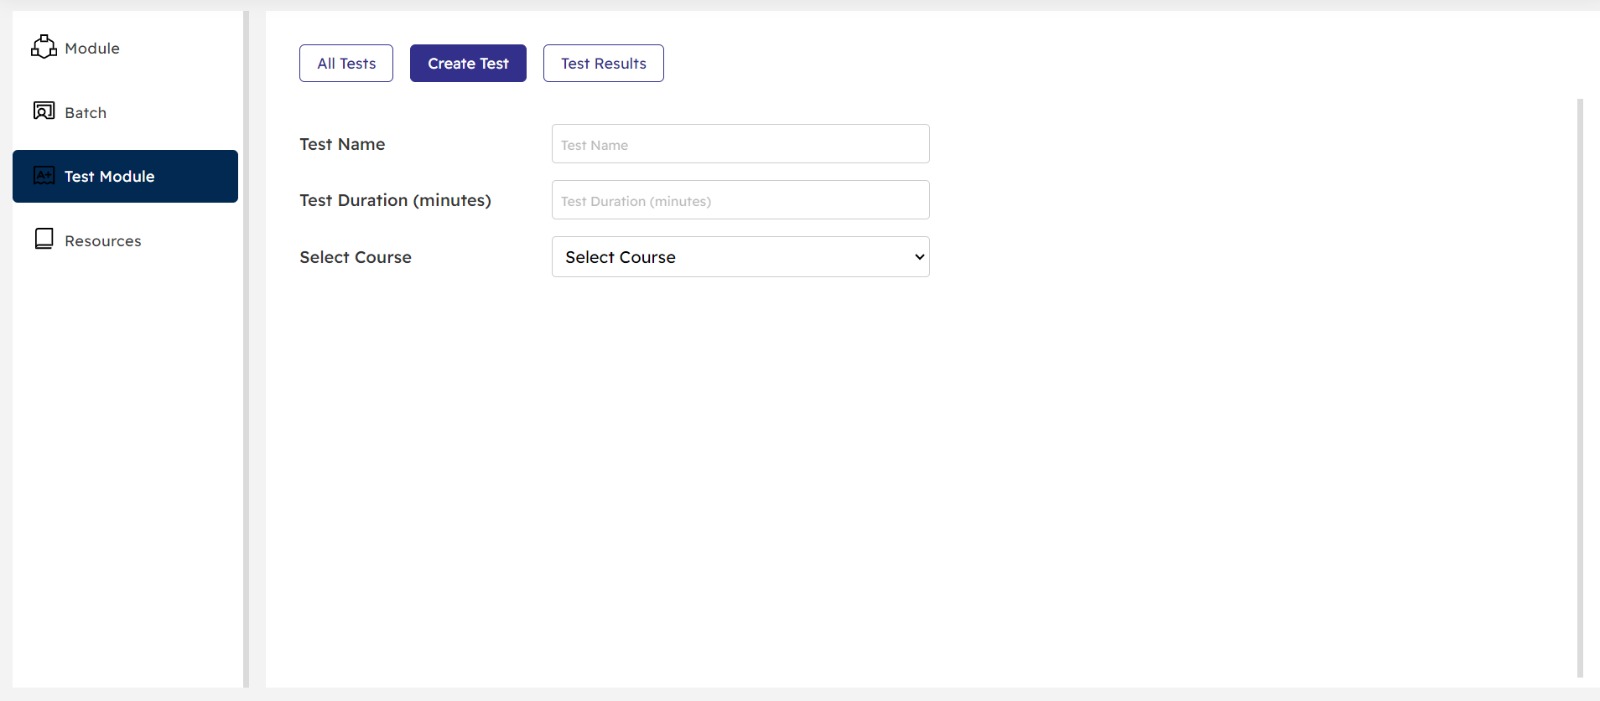 Module
Batch
A+ Test Module
Resources
All Tests
Create Test
Test Results
Test Name
Test Name
Test Duration (minutes)
Test Duration (minutes)
Select Course
Select Course